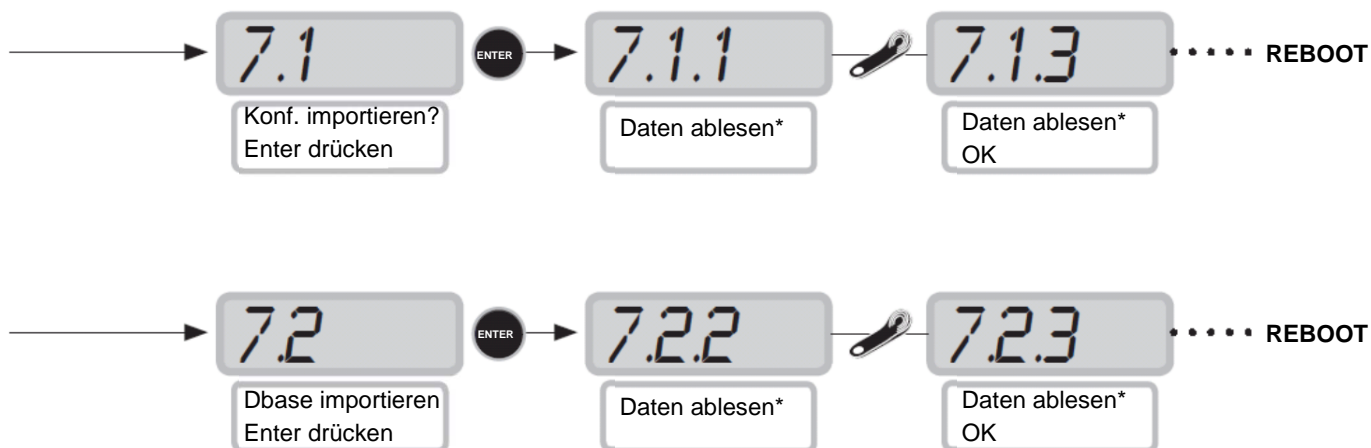 7.1
ENTER
7.1.1
7.1.3
REBOOT
Konf. importieren?
Enter drücken
Daten ablesen*
Daten ablesen*
OK
7.2
ENTER
7.2.2
7.2.3
REBOOT
Dbase importieren
Enter drücken
Daten ablesen*
Daten ablesen*
OK